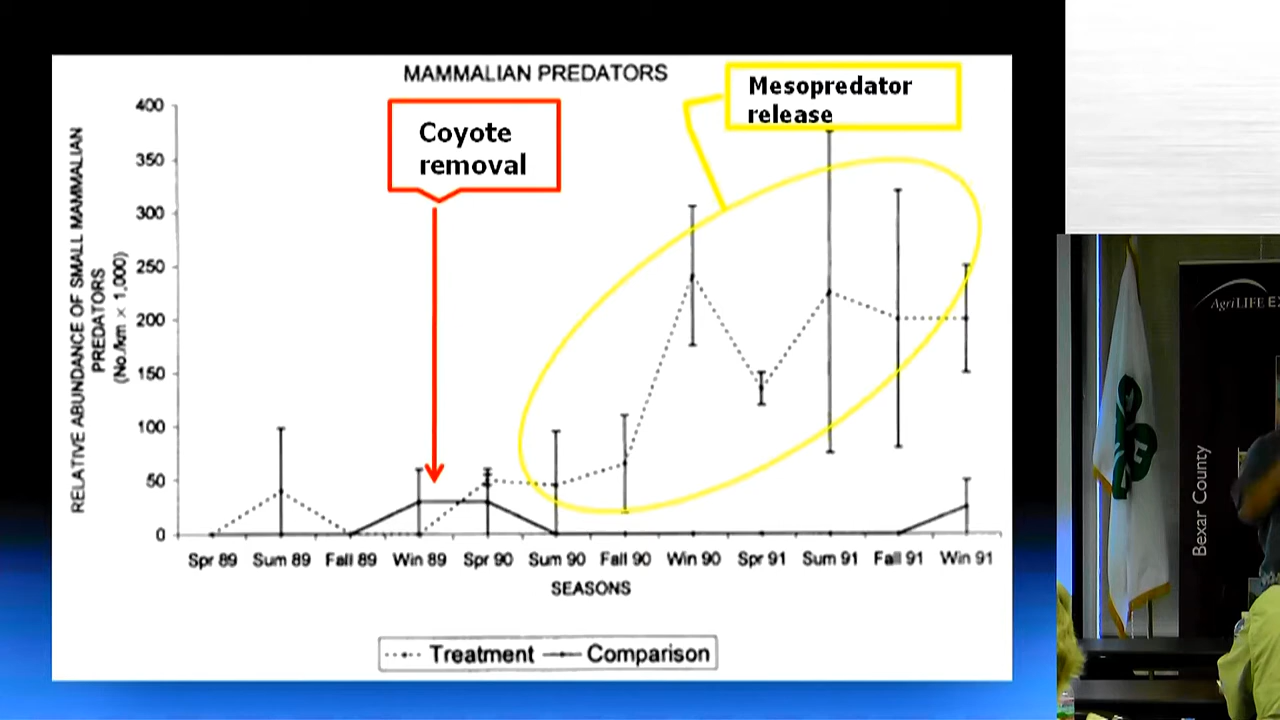 MAMMALIAN PREDATORS
Mesopredator
release
Coyote
removal
RELATIVE ABUNDANCE OF SMALL MAMMALIAN
PREDATORS
(No./km × 1,000)
400
350
300
250
200
150
100
50
0
Spr 89 Sum 89 Fall 89 Win 89 Spr 90 Sum 90 Fall 90 Win 90 Spr 91 Sum 91 Fall 91 Win 91
SEASONS
Treatment Comparison
AgriLIFE
Bexar County